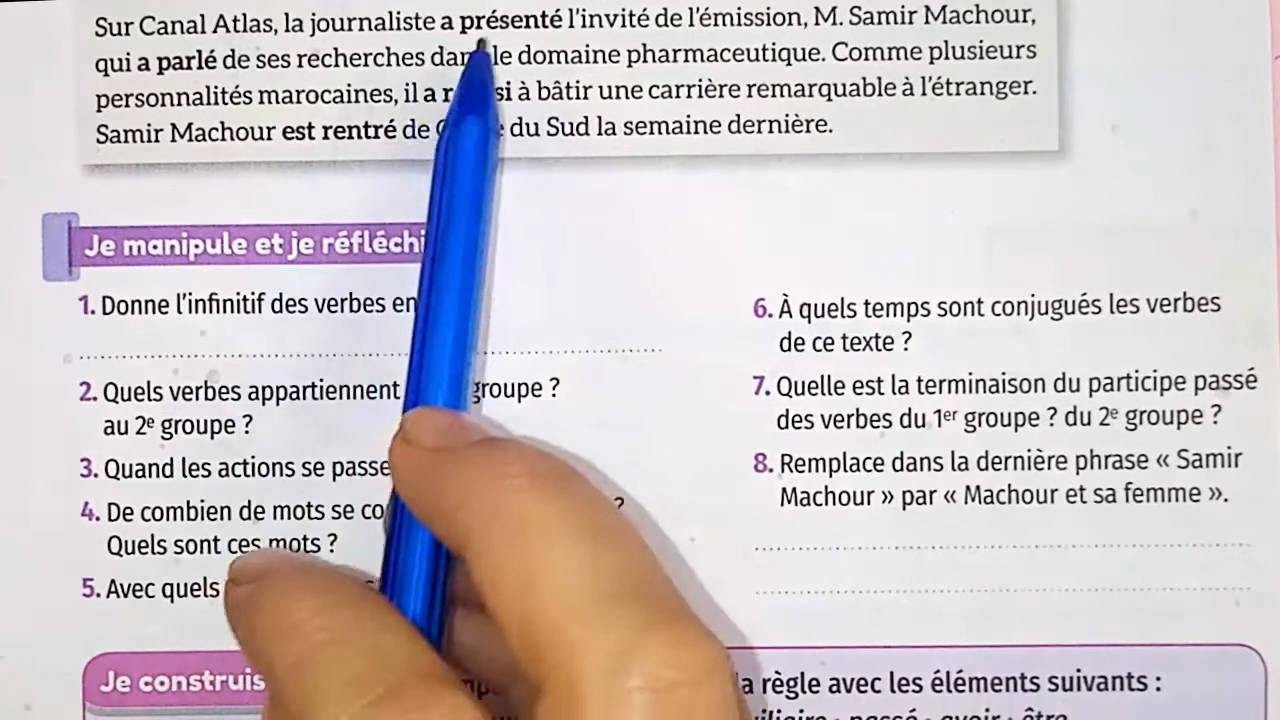 Sur Canal Atlas, la journaliste a présenté l'invité de l'émission, M. Samir Machour,
qui a parlé de ses recherches dans le domaine pharmaceutique. Comme plusieurs
personnalités marocaines, il a r si à bâtir une carrière remarquable à l'étranger.
Samir Machour est rentré de du Sud la semaine dernière.
Je manipule et je réfléchi
1. Donne l'infinitif des verbes en
2. Quels verbes appartiennent groupe ?
au 2e groupe ?
3. Quand les actions se passe
4. De combien de mots se co ?
Quels sont ces mots ?
5. Avec quels
6. À quels temps sont conjugués les verbes
de ce texte ?
7. Quelle est la terminaison du participe passé
des verbes du 1er groupe ? du 2e groupe ?
8. Remplace dans la dernière phrase « Samir
Machour » par « Machour et sa femme ».
Je construis
la règle avec les éléments suivants :
passé avoir être